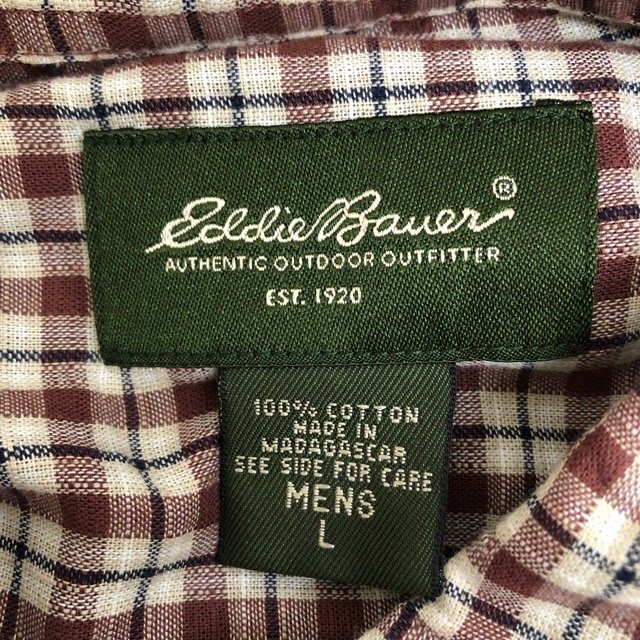 Eddie Bauer®
AUTHENTIC OUTDOOR OUTFITTER
EST. 1920
100% COTTON
MADE IN
MADAGASCAR
SEE SIDE FOR CARE
MENS
L